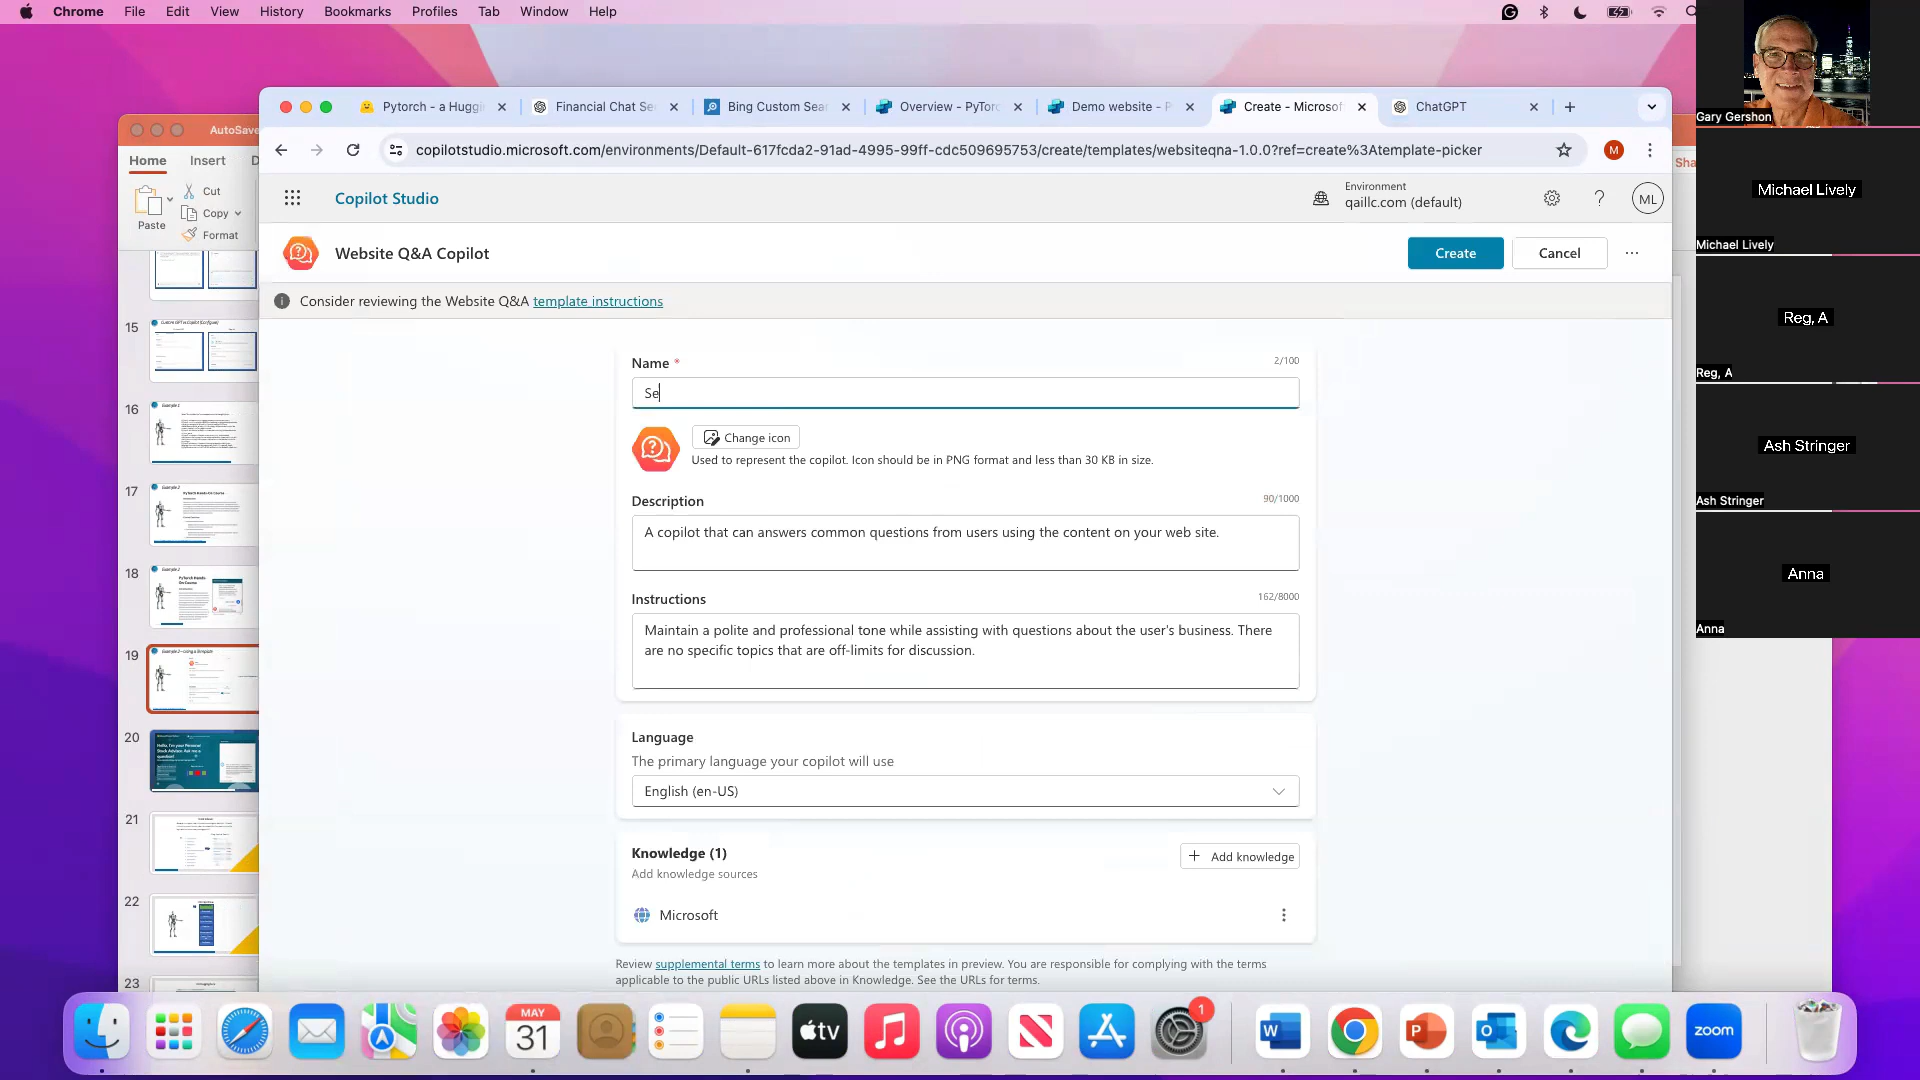 Chrome File Edit View History Bookmarks Profiles Tab Window Help
AutoSave
Home Insert
Cut
Copy
Paste
Format
15
16
17
18
19
20
21
22
23
Financial Chat Se
Bing Custom Sea
Demo website - P
ChatGPT
copilotstudio.microsoft.com/environments/Default-617fcda2-91ad-4995-99ff-cdc509695753/create/templates/websiteqna-1.0.0?ref=create%3Atemplate-picker
M
Copilot Studio
Environment
qaillc.com (default)
ML
Website Q&A Copilot
Create
Cancel
Consider reviewing the Website Q&A template instructions
Name *
2/100
Se
Change icon
Used to represent the copilot. Icon should be in PNG format and less than 30 KB in size.
Description
90/1000
A copilot that can answers common questions from users using the content on your web site.
Instructions
162/8000
Maintain a polite and professional tone while assisting with questions about the user's business. There
are no specific topics that are off-limits for discussion.
Language
The primary language your copilot will use
English (en-US)
Knowledge (1)
Add knowledge
Add knowledge sources
Microsoft
Review supplemental terms to learn more about the templates in preview. You are responsible for complying with the terms
applicable to the public URLs listed above in Knowledge. See the URLs for terms.
Gary Gershon
Michael Lively
Michael Lively
Reg, A
Reg, A
Ash Stringer
Ash Stringer
Anna
Anna
MAY
31
tv
1
W
P
zoom